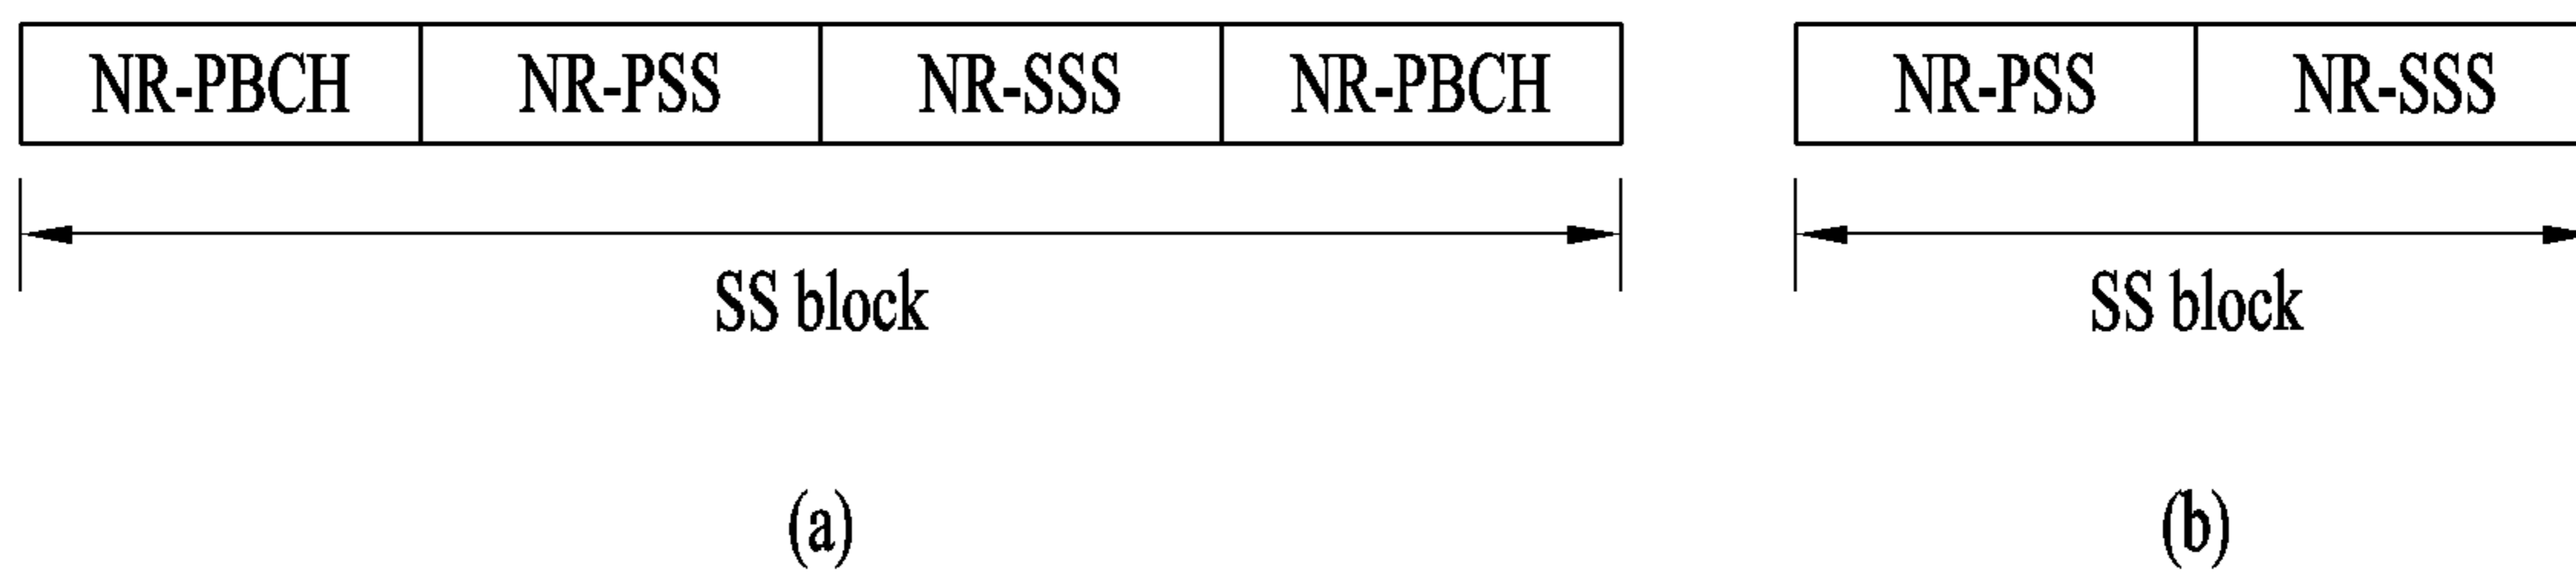 NR-PBCH NR-PSS NR-SSS NR-PBCH NR-PSS NR-SSS
SS block SS block
(a) (b)